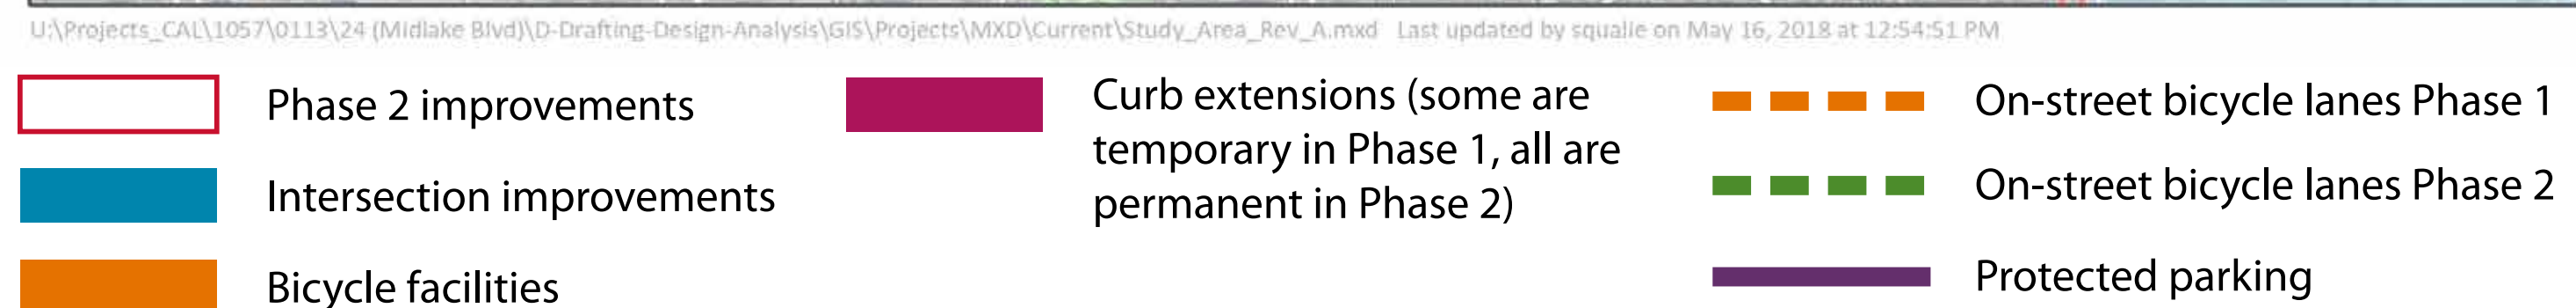 U:\Projects_CAL\1057\0113\24 (Midlake Blvd)\D-Drafting-Design-Analysis\GIS\Projects\MXD\Current\Study_Area_Rev_A.mxd Last updated by squalie on May 16, 2018 at 12:54:51 PM
Phase 2 improvements
Intersection improvements
Bicycle facilities
Curb extensions (some are
temporary in Phase 1, all are
permanent in Phase 2)
On-street bicycle lanes Phase 1
On-street bicycle lanes Phase 2
Protected parking